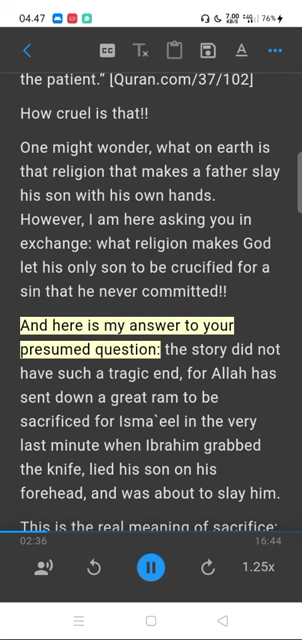 04.47
7,00 KB/S 4G 76%
CC Tx A
the patient.” [Quran.com/37/102]
How cruel is that!!
One might wonder, what on earth is
that religion that makes a father slay
his son with his own hands.
However, I am here asking you in
exchange: what religion makes God
let his only son to be crucified for a
sin that he never committed!!
And here is my answer to your
presumed question: the story did not
have such a tragic end, for Allah has
sent down a great ram to be
sacrificed for Isma`eel in the very
last minute when Ibrahim grabbed
the knife, lied his son on his
forehead, and was about to slay him.
This is the real meaning of sacrifice:
02:36 16:44
1.25x